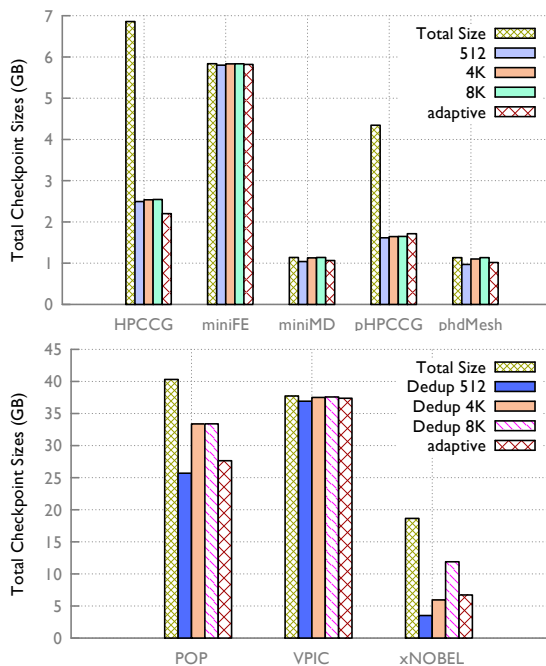 Total Checkpoint Sizes (GB)
7
6
5
4
3
2
1
0
Total Size
512
4K
8K
adaptive
HPCCG miniFE miniMD pHPCCG phdMesh
Total Checkpoint Sizes (GB)
45
40
35
30
25
20
15
10
5
0
Total Size
Dedup 512
Dedup 4K
Dedup 8K
adaptive
POP VPIC xNOBEL